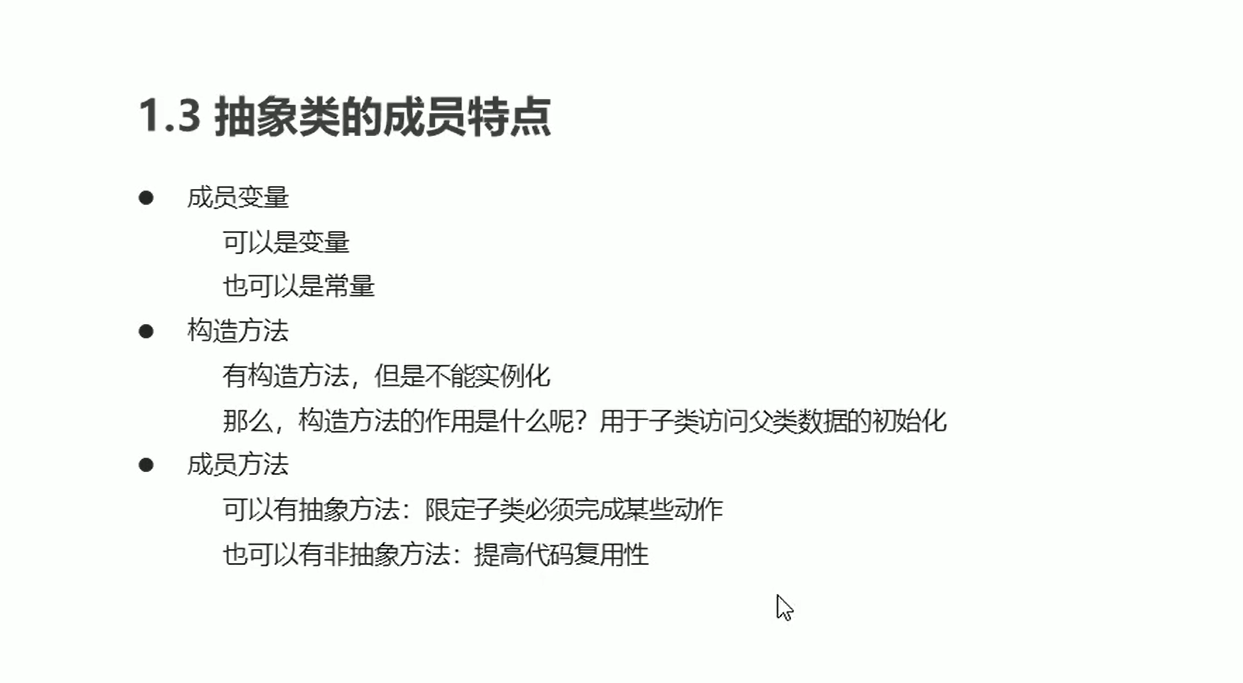 1.3 抽象类的成员特点
● 成员变量
可以是变量
也可以是常量
● 构造方法
有构造方法，但是不能实例化
那么，构造方法的作用是什么呢？用于子类访问父类数据的初始化
● 成员方法
可以有抽象方法：限定子类必须完成某些动作
也可以有非抽象方法：提高代码复用性